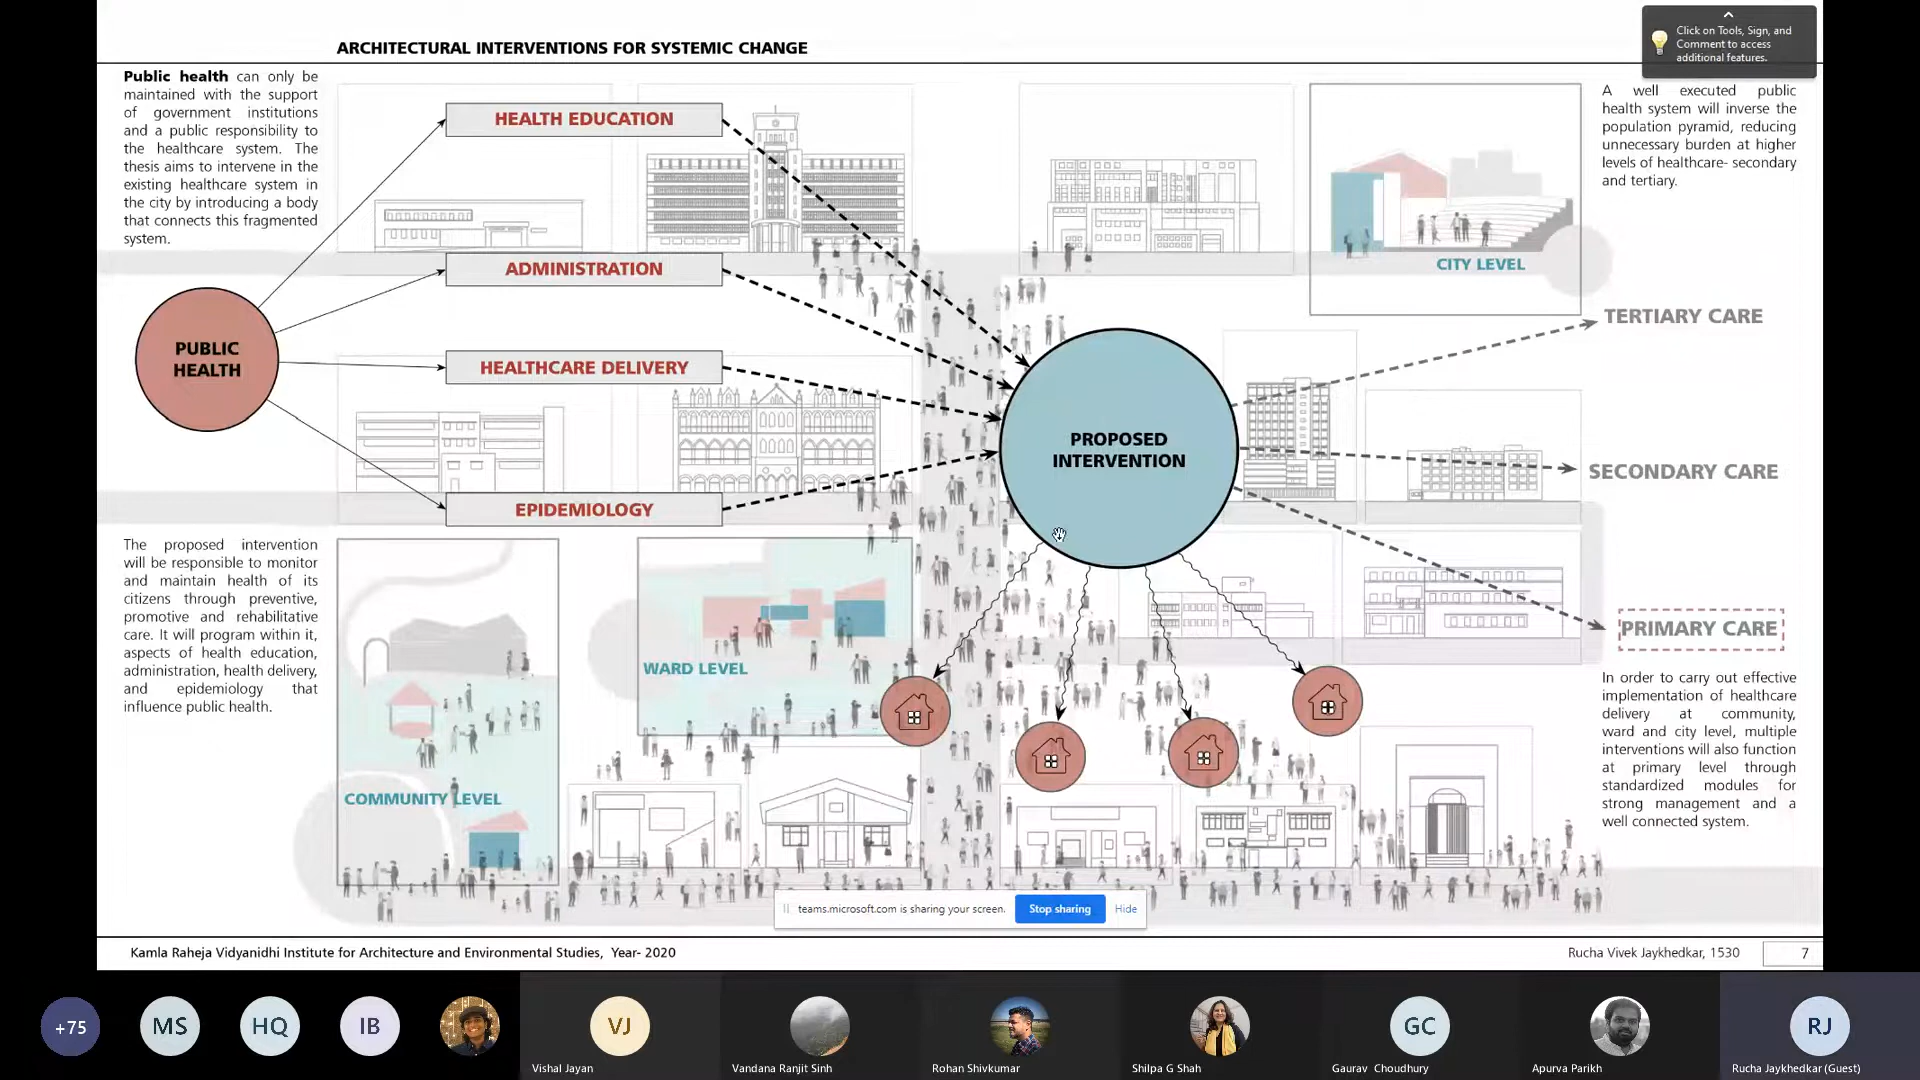 ARCHITECTURAL INTERVENTIONS FOR SYSTEMIC CHANGE
Click on Tools, Sign, and
Comment to access
additional features.
Public health can only be
maintained with the support
of government institutions
and a public responsibility to
the healthcare system. The
thesis aims to intervene in the
existing healthcare system in
the city by introducing a body
that connects this fragmented
system.
HEALTH EDUCATION
ADMINISTRATION
HEALTHCARE DELIVERY
EPIDEMIOLOGY
PUBLIC
HEALTH
PROPOSED
INTERVENTION
CITY LEVEL
A well executed public
health system will inverse the
population pyramid, reducing
unnecessary burden at higher
levels of healthcare- secondary
and tertiary.
TERTIARY CARE
SECONDARY CARE
PRIMARY CARE
The proposed intervention
will be responsible to monitor
and maintain health of its
citizens through preventive,
promotive and rehabilitative
care. It will program within it,
aspects of health education,
administration, health delivery,
and epidemiology that
influence public health.
WARD LEVEL
COMMUNITY LEVEL
In order to carry out effective
implementation of healthcare
delivery at community,
ward and city level, multiple
interventions will also function
at primary level through
standardized modules for
strong management and a
well connected system.
teams.microsoft.com is sharing your screen.
Stop sharing
Hide
Kamla Raheja Vidyanidhi Institute for Architecture and Environmental Studies, Year- 2020
Rucha Vivek Jaykhedkar, 1530
7
+75
MS
HQ
IB
VJ
GC
RJ
Vishal Jayan
Vandana Ranjit Sinh
Rohan Shivkumar
Shilpa G Shah
Gaurav Choudhury
Apurva Parikh
Rucha Jaykhedkar (Guest)